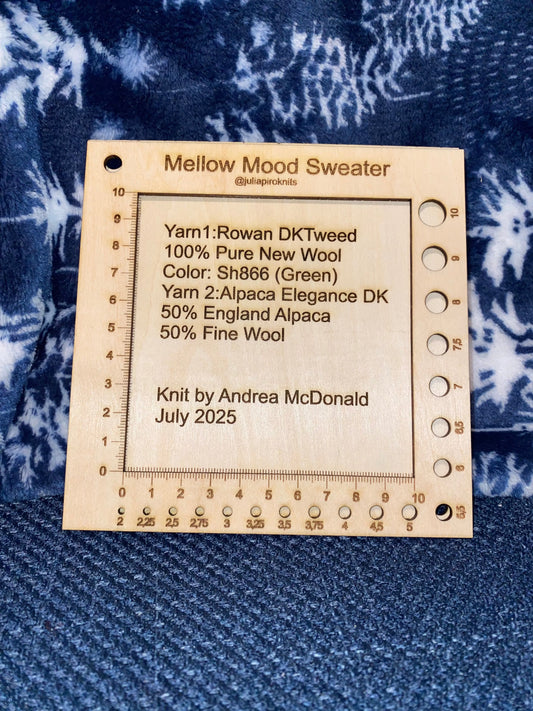 Mellow Mood Sweater
@juliapiroknits
10
9
8
7
6
5
4
3
2
1
0
Yarn1:Rowan DKTweed
100% Pure New Wool
Color: Sh866 (Green)
Yarn 2:Alpaca Elegance DK
50% England Alpaca
50% Fine Wool
Knit by Andrea McDonald
July 2025
10
9
8
7,5
7
6,5
6
5,5
0 1 2 3 4 5 6 7 8 9 10
2 2,25 2,5 2,75 3 3,25 3,5 3,75 4 4,5 5